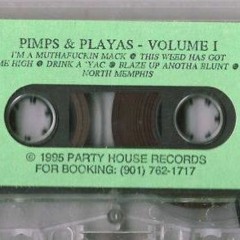 PIMPS & PLAYAS - VOLUME I
I'M A MUTHAFUCKIN MACK ● THIS WEED HAS GOT
ME HIGH ● DRINK A 'YAC ● BLAZE UP ANOTHA BLUNT ●
NORTH MEMPHIS
© 1995 PARTY HOUSE RECORDS
FOR BOOKING: (901) 762-1717